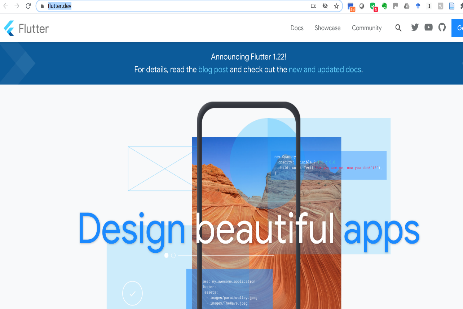 flutter.dev
Flutter
Docs Showcase Community
Announcing Flutter 1.22!
For details, read the blog post and check out the new and updated docs.
Design beautiful apps